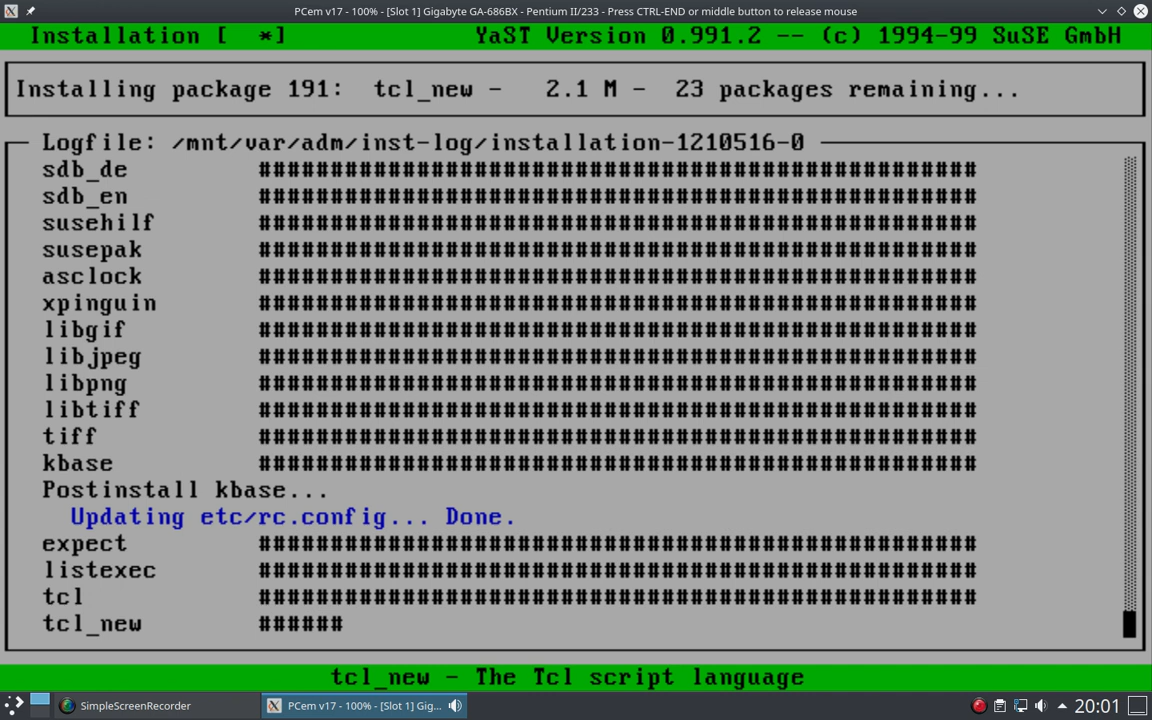 PCem v17 - 100% - [Slot 1] Gigabyte GA-686BX - Pentium II/233 - Press CTRL-END or middle button to release mouse
Installation [  *]  YaST Version 0.991.2 -- (c) 1994-99 SuSE GmbH
Installing package 191:  tcl_new -   2.1 M -  23 packages remaining...
Logfile: /mnt/var/adm/inst-log/installation-1210516-0
sdb_de ##################################################
sdb_en ##################################################
susehilf ##################################################
susepak ##################################################
asclock ##################################################
xpinguin ##################################################
libgif ##################################################
libjpeg ##################################################
libpng ##################################################
libtiff ##################################################
tiff ##################################################
kbase ##################################################
Postinstall kbase...
Updating etc/rc.config... Done.
expect ##################################################
listexec ##################################################
tcl ##################################################
tcl_new ######
tcl_new - The Tcl script language
SimpleScreenRecorder
PCem v17 - 100% - [Slot 1] Gig...
20:01